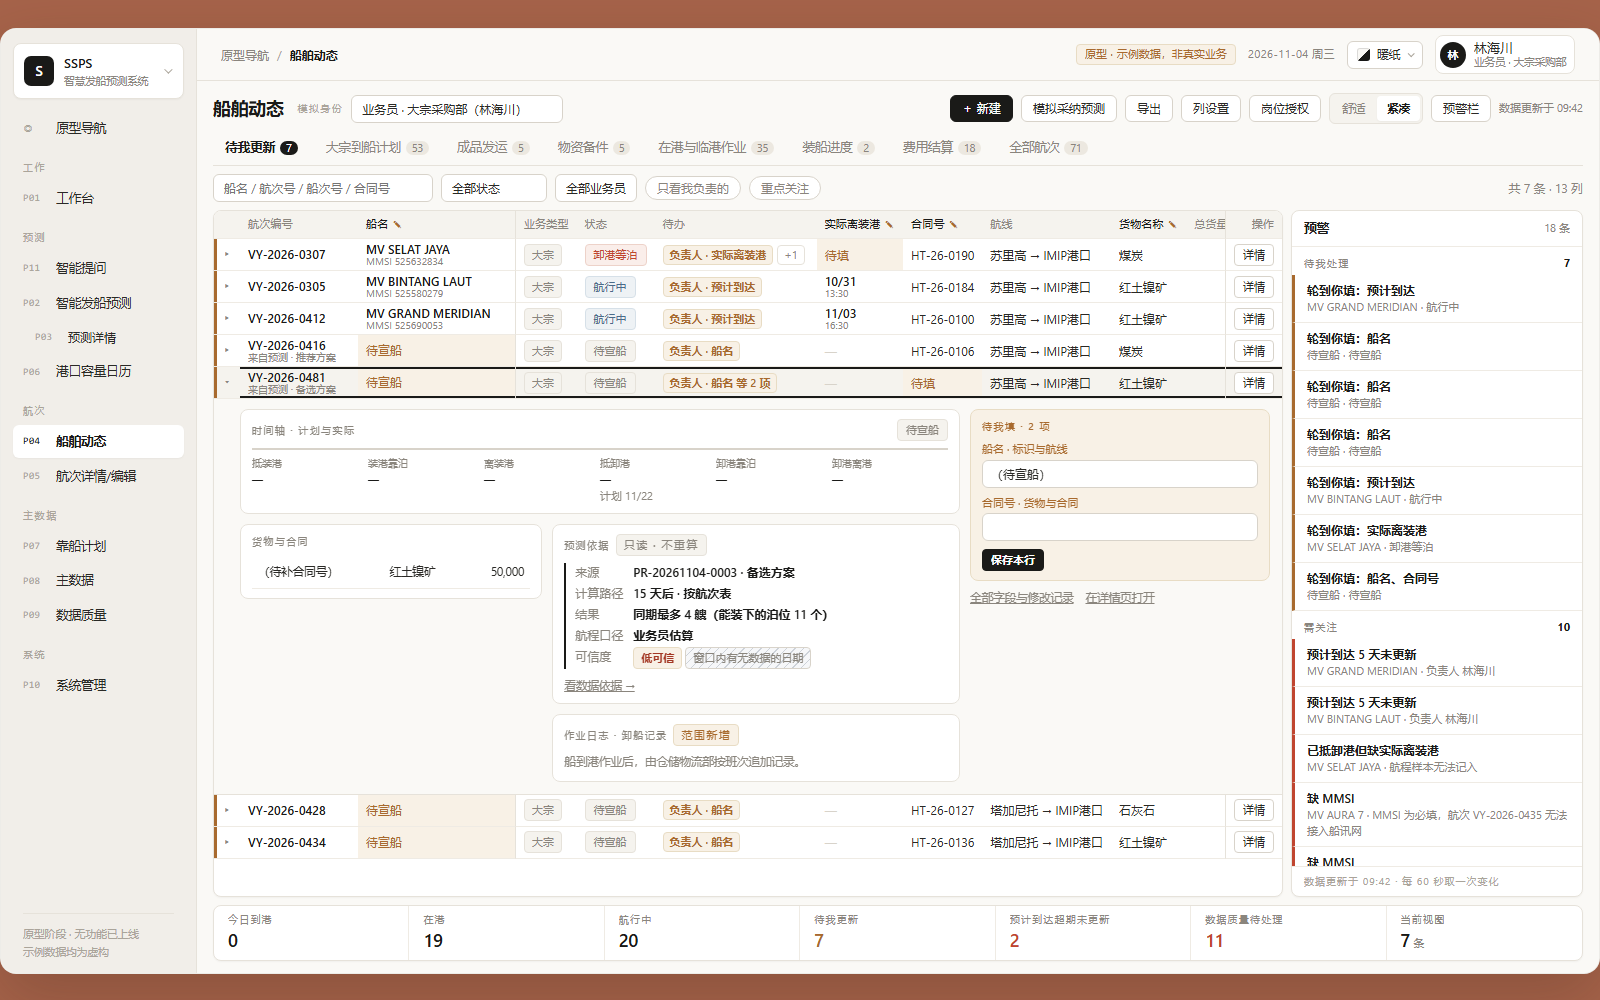 S
SSPS
智慧发船预测系统
原型导航
工作
P01 工作台
预测
P11 智能提问
P02 智能发船预测
P03 预测详情
P06 港口容量日历
航次
P04 船舶动态
P05 航次详情/编辑
主数据
P07 靠船计划
P08 主数据
P09 数据质量
系统
P10 系统管理
原型阶段 · 无功能已上线
示例数据均为虚构
原型导航 / 船舶动态
原型 · 示例数据，非真实业务
2026-11-04 周三
暖纸
林
林海川
业务员 · 大宗采购部
船舶动态
模拟身份
业务员 · 大宗采购部（林海川）
+ 新建
模拟采纳预测
导出
列设置
岗位授权
舒适 紧凑
预警栏
数据更新于 09:42
待我更新 7
大宗到船计划 53
成品发运 5
物资备件 5
在港与临港作业 35
装船进度 2
费用结算 18
全部航次 71
船名 / 航次号 / 船次号 / 合同号
全部状态
全部业务员
只看我负责的
重点关注
共 7 条 · 13 列
航次编号 船名 业务类型 状态 待办 实际离装港 合同号 航线 货物名称 总货量 操作
VY-2026-0307 MV SELAT JAYA 大宗 卸港等泊 负责人 · 实际离装港 +1 待填 HT-26-0190 苏里高 → IMIP港口 煤炭 详情
MMSI 525632834
VY-2026-0305 MV BINTANG LAUT 大宗 航行中 负责人 · 预计到达 10/31 HT-26-0184 苏里高 → IMIP港口 红土镍矿 详情
MMSI 525580279 13:30
VY-2026-0412 MV GRAND MERIDIAN 大宗 航行中 负责人 · 预计到达 11/03 HT-26-0100 苏里高 → IMIP港口 红土镍矿 详情
MMSI 525690053 16:30
VY-2026-0416 待宣船 大宗 待宣船 负责人 · 船名 — HT-26-0106 苏里高 → IMIP港口 煤炭 详情
来自预测 · 推荐方案
VY-2026-0481 待宣船 大宗 待宣船 负责人 · 船名 等 2 项 — 待填 苏里高 → IMIP港口 红土镍矿 详情
来自预测 · 备选方案
时间轴 · 计划与实际 待宣船
抵装港 装港靠泊 离装港 抵卸港 卸港靠泊 卸港离港
— — — — — —
计划 11/22
货物与合同
（待补合同号） 红土镍矿 50,000
预测依据 只读 · 不重算
来源 PR-20261104-0003 · 备选方案
计算路径 15 天后 · 按航次表
结果 同期最多 4 艘（能装下的泊位 11 个）
航程口径 业务员估算
可信度 低可信 窗口内有无数据的日期
看数据依据 →
作业日志 · 卸船记录 范围新增
船到港作业后，由仓储物流部按班次追加记录。
待我填 · 2 项
船名 · 标识与航线
（待宣船）
合同号 · 货物与合同
保存本行
全部字段与修改记录 在详情页打开
VY-2026-0428 待宣船 大宗 待宣船 负责人 · 船名 — HT-26-0127 塔加尼托 → IMIP港口 石灰石 详情
VY-2026-0434 待宣船 大宗 待宣船 负责人 · 船名 — HT-26-0136 塔加尼托 → IMIP港口 红土镍矿 详情
预警 18 条
待我处理 7
轮到你填：预计到达
MV GRAND MERIDIAN · 航行中
轮到你填：船名
待宣船 · 待宣船
轮到你填：船名
待宣船 · 待宣船
轮到你填：船名
待宣船 · 待宣船
轮到你填：预计到达
MV BINTANG LAUT · 航行中
轮到你填：实际离装港
MV SELAT JAYA · 卸港等泊
轮到你填：船名、合同号
待宣船 · 待宣船
需关注 10
预计到达 5 天未更新
MV GRAND MERIDIAN · 负责人 林海川
预计到达 5 天未更新
MV BINTANG LAUT · 负责人 林海川
已抵卸港但缺实际离装港
MV SELAT JAYA · 航程样本无法记入
缺 MMSI
MV AURA 7 · MMSI 为必填，航次 VY-2026-0435 无法
接入船讯网
缺 MMSI
数据更新于 09:42 · 每 60 秒取一次变化
今日到港 在港 航行中 待我更新 预计到达超期未更新 数据质量待处理 当前视图
0 19 20 7 2 11 7 条